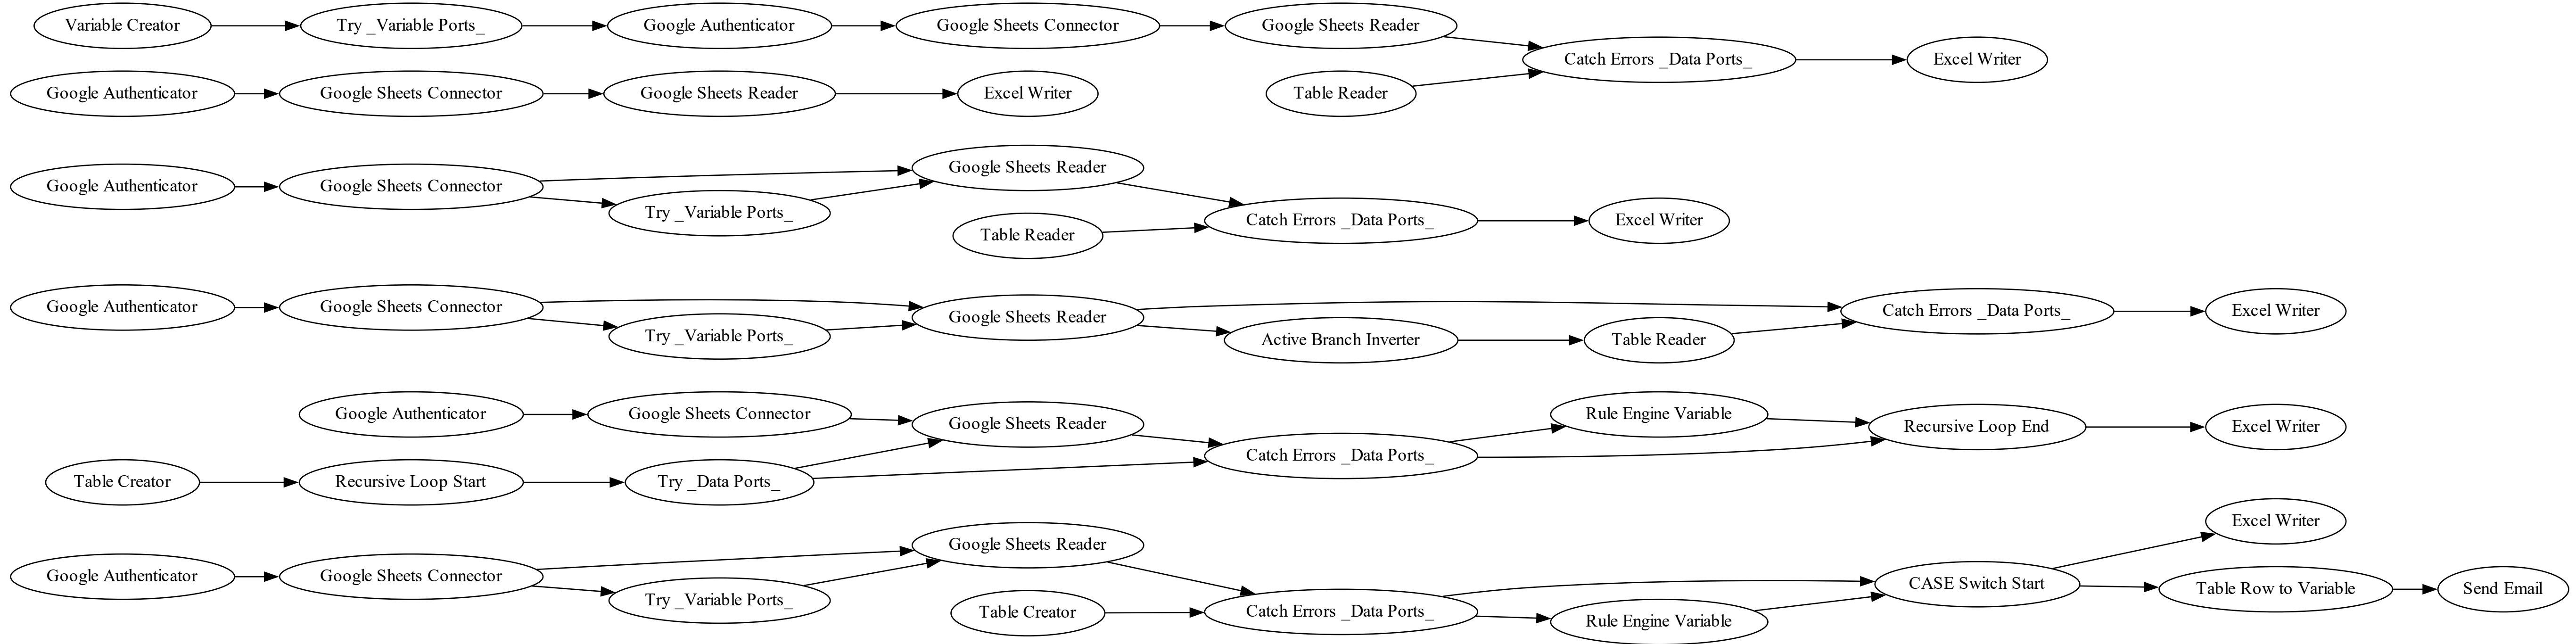 Variable Creator
Try _Variable Ports_
Google Authenticator
Google Sheets Connector
Google Sheets Reader
Table Reader
Catch Errors _Data Ports_
Excel Writer
Google Authenticator
Google Sheets Connector
Google Sheets Reader
Excel Writer
Google Authenticator
Google Sheets Connector
Try _Variable Ports_
Google Sheets Reader
Table Reader
Catch Errors _Data Ports_
Excel Writer
Google Authenticator
Google Sheets Connector
Try _Variable Ports_
Google Sheets Reader
Active Branch Inverter
Table Reader
Catch Errors _Data Ports_
Excel Writer
Google Authenticator
Google Sheets Connector
Google Sheets Reader
Table Creator
Recursive Loop Start
Try _Data Ports_
Catch Errors _Data Ports_
Rule Engine Variable
Recursive Loop End
Excel Writer
Google Authenticator
Google Sheets Connector
Try _Variable Ports_
Google Sheets Reader
Table Creator
Catch Errors _Data Ports_
Rule Engine Variable
CASE Switch Start
Excel Writer
Table Row to Variable
Send Email